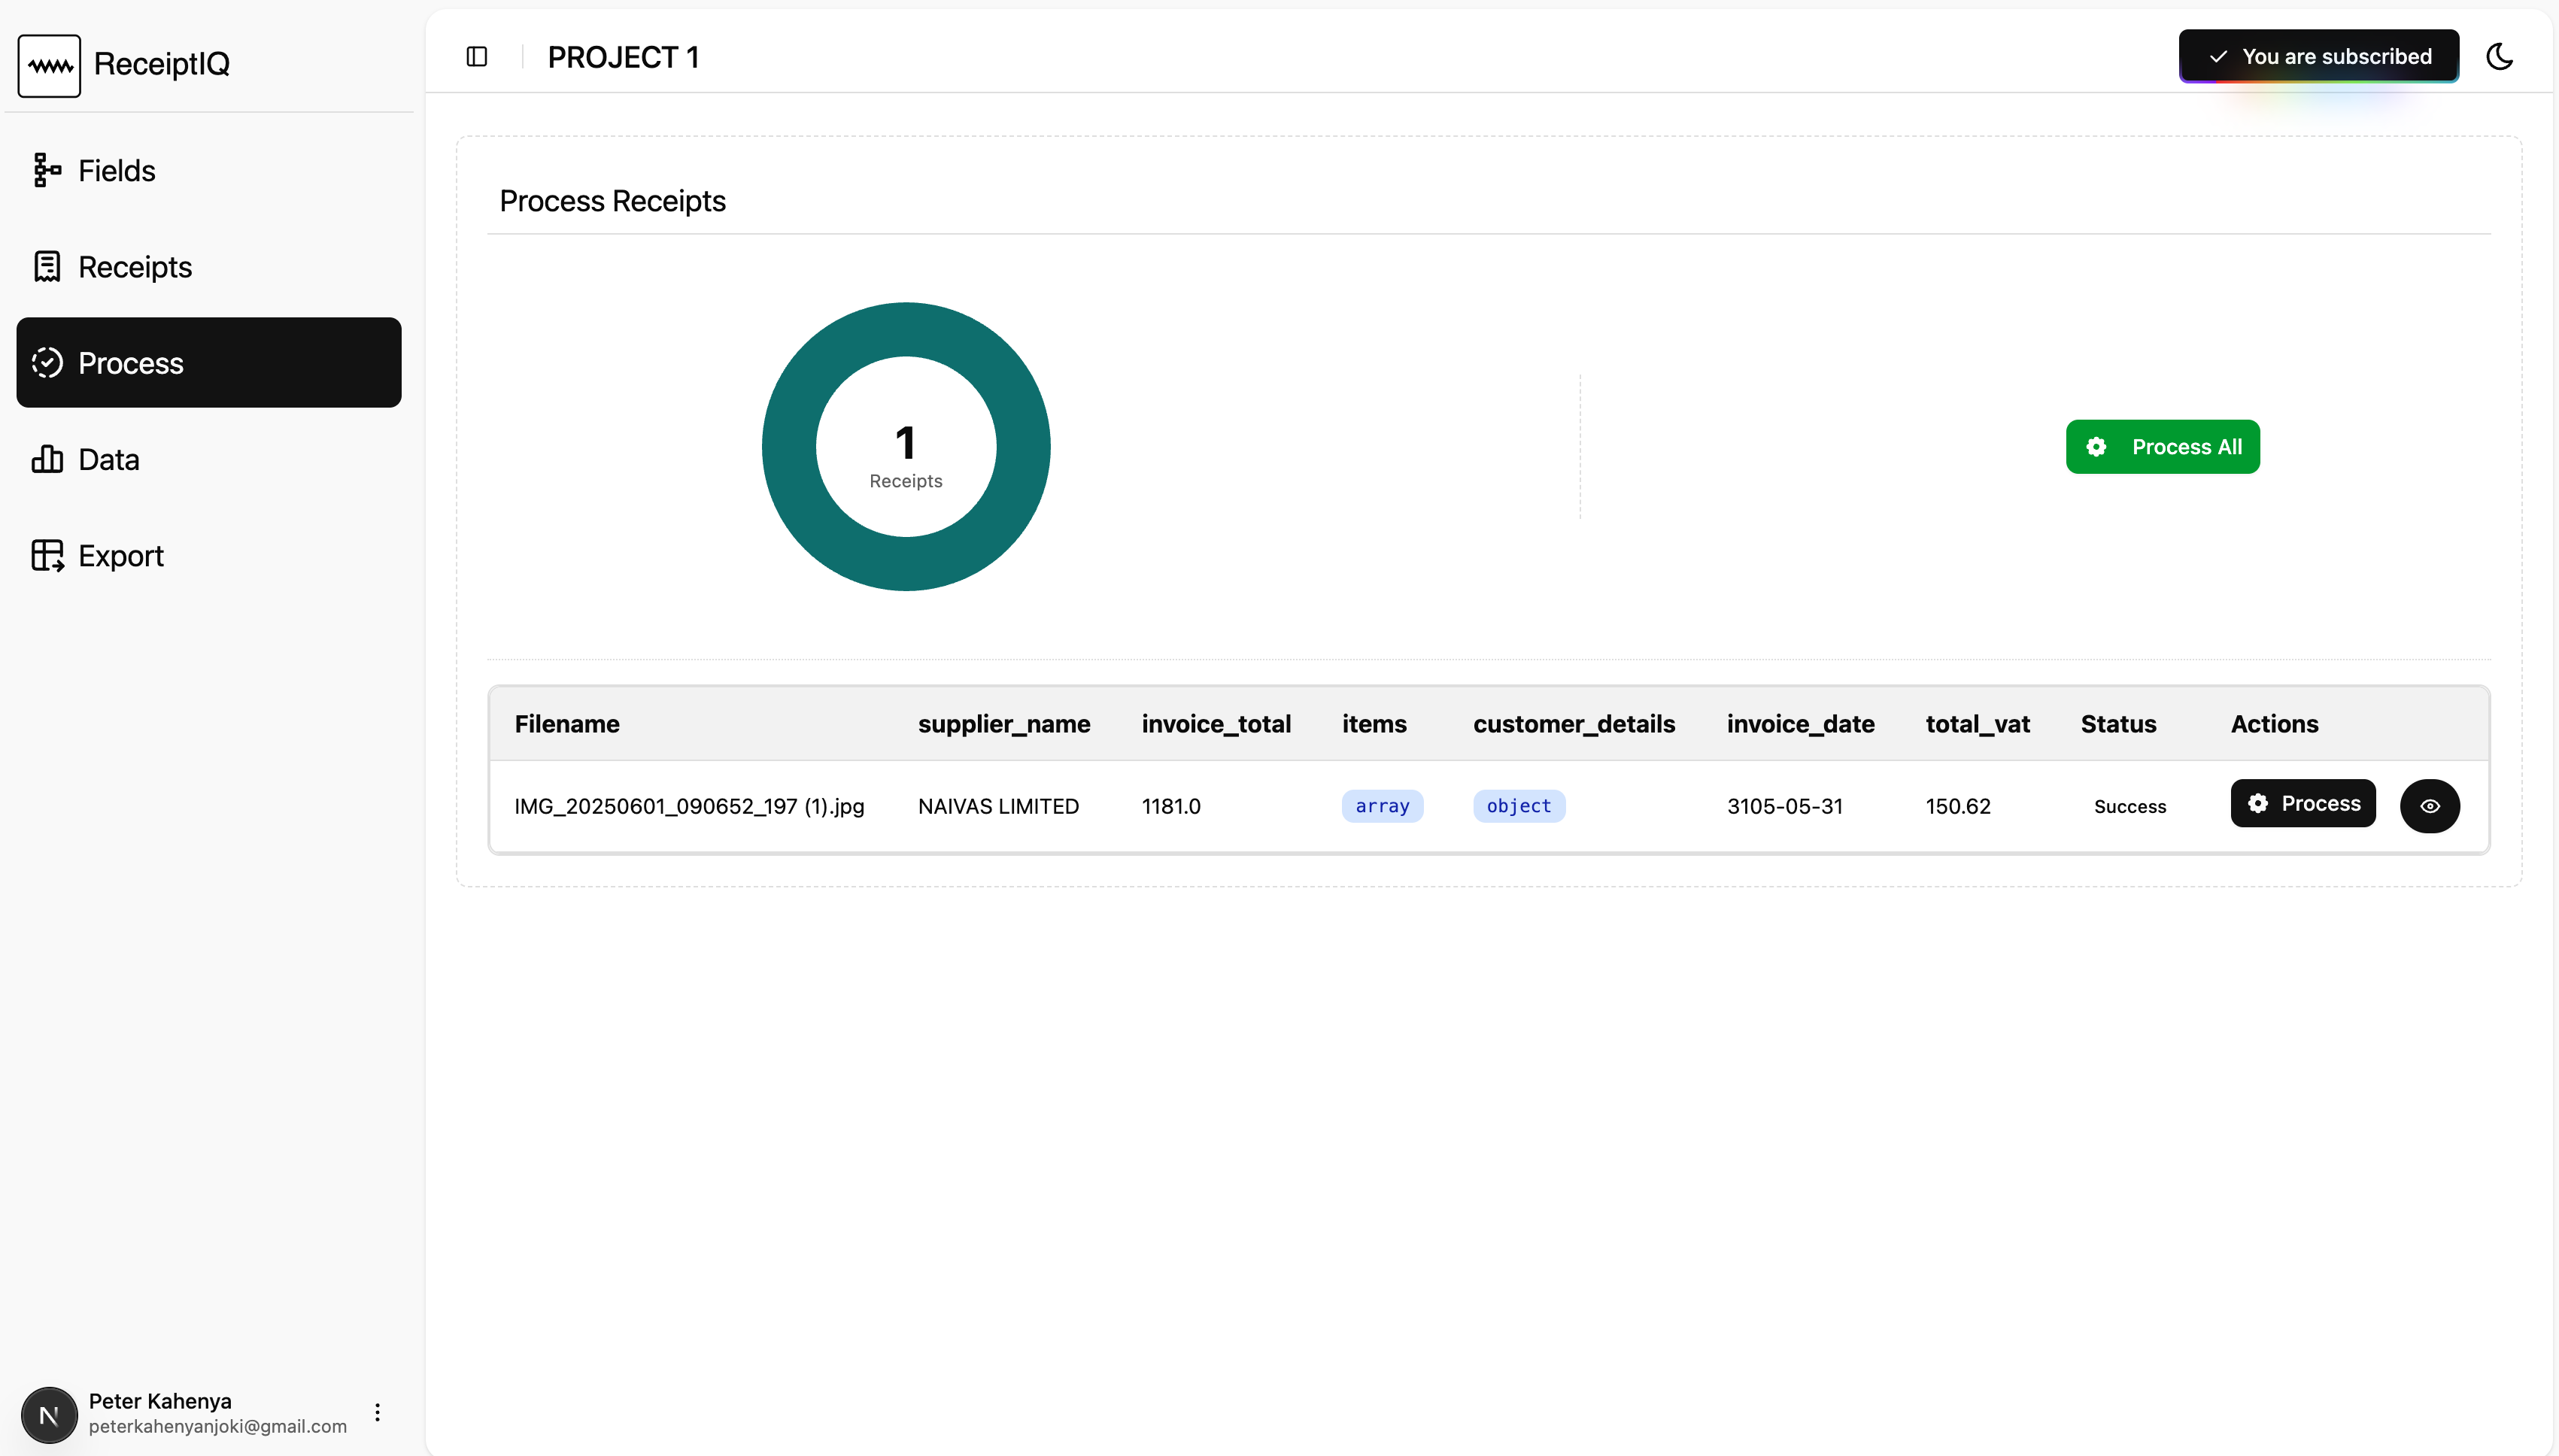 ReceiptIQ
PROJECT 1
You are subscribed
Fields
Receipts
Process
Data
Export
Process Receipts
1
Receipts
Process All
Filename supplier_name invoice_total items customer_details invoice_date total_vat Status Actions
IMG_20250601_090652_197 (1).jpg NAIVAS LIMITED 1181.0 array object 3105-05-31 150.62 Success Process
N
Peter Kahenya
peterkahenyanjoki@gmail.com